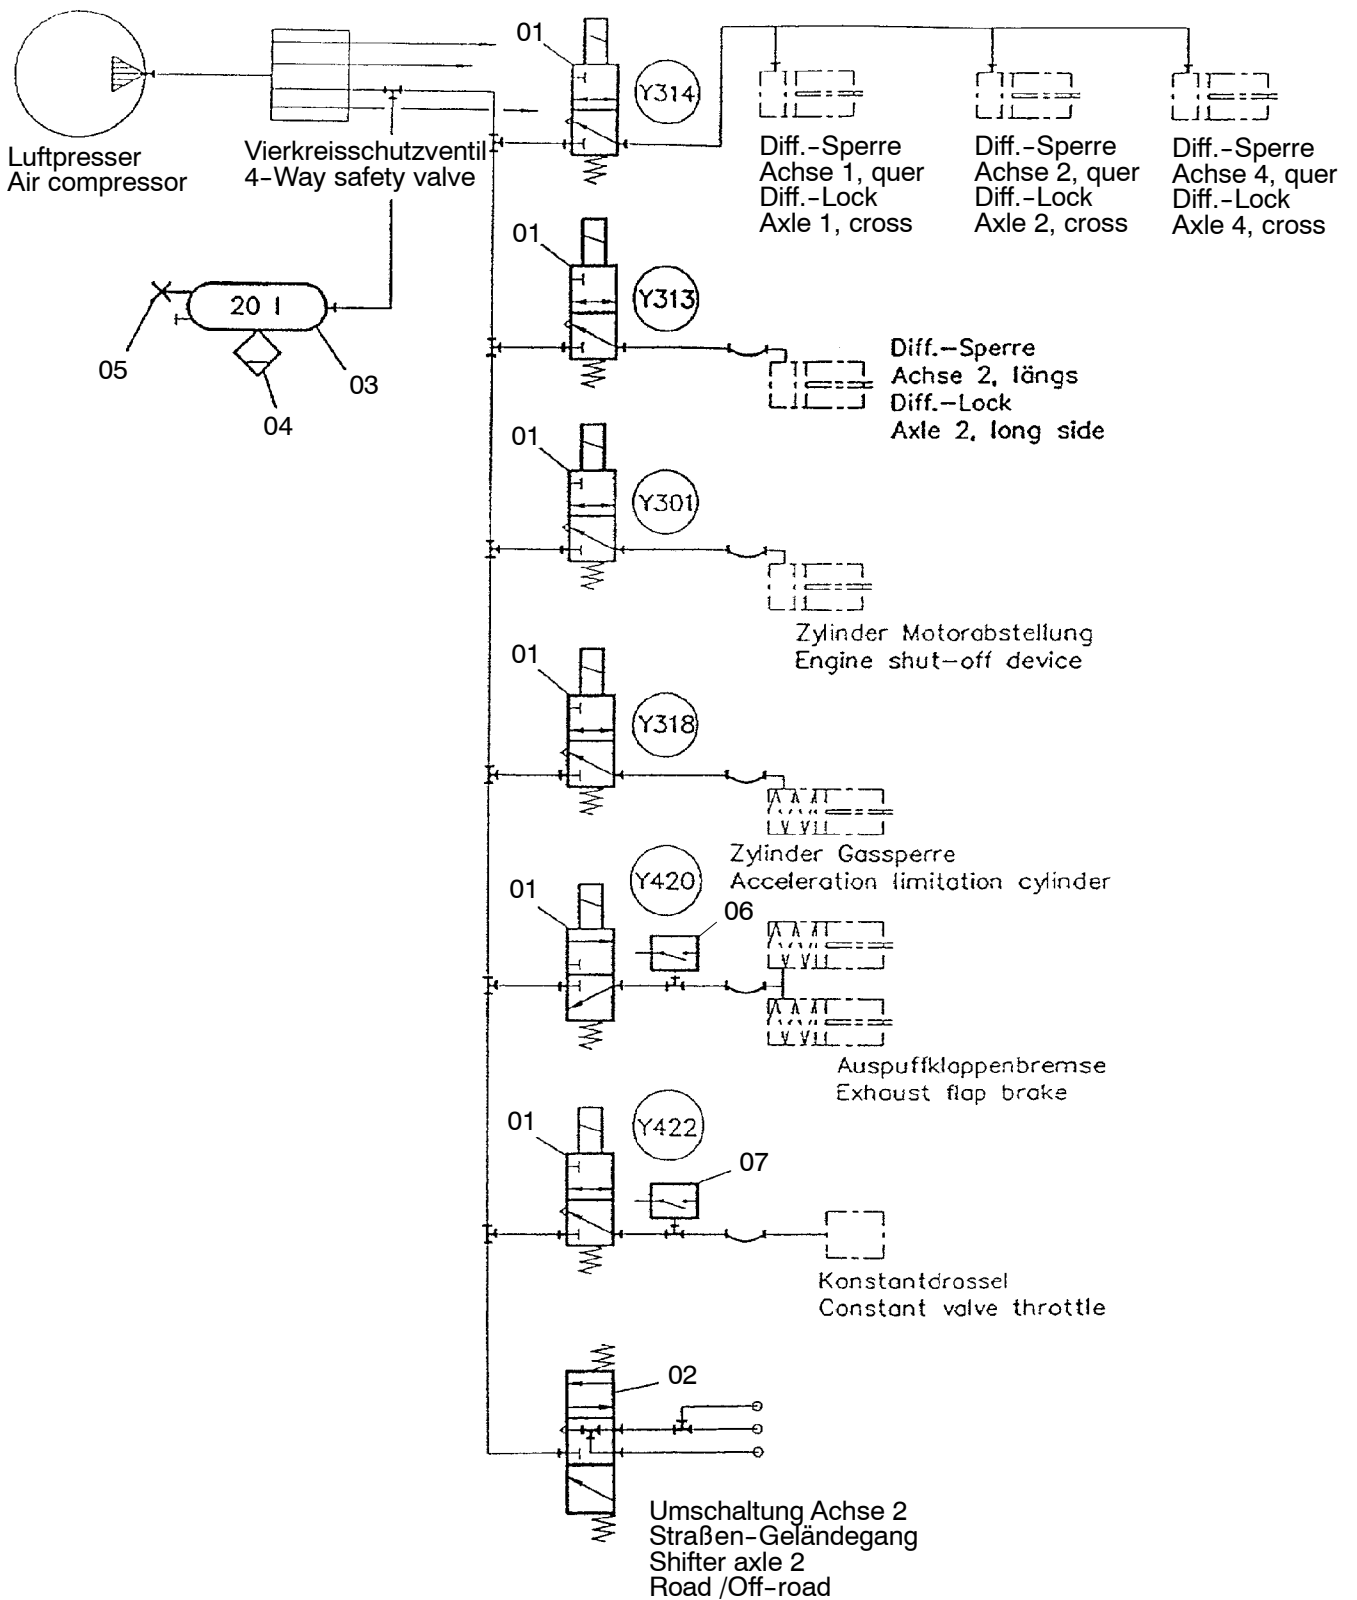 01
Y314
Luftpresser
Air compressor
Vierkreisschutzventil
4-Way safety valve
Diff.-Sperre
Achse 1, quer
Diff.-Lock
Axle 1, cross
Diff.-Sperre
Achse 2, quer
Diff.-Lock
Axle 2, cross
Diff.-Sperre
Achse 4, quer
Diff.-Lock
Axle 4, cross
01
Y313
05
20 l
03
04
Diff.-Sperre
Achse 2, längs
Diff.-Lock
Axle 2, long side
01
Y301
Zylinder Motorabstellung
Engine shut-off device
01
Y318
Zylinder Gassperre
Acceleration limitation cylinder
01
Y420
06
Auspuffklappenbremse
Exhaust flap brake
01
Y422
07
Konstantdrossel
Constant valve throttle
02
Umschaltung Achse 2
Straßen-Geländegang
Shifter axle 2
Road /Off-road